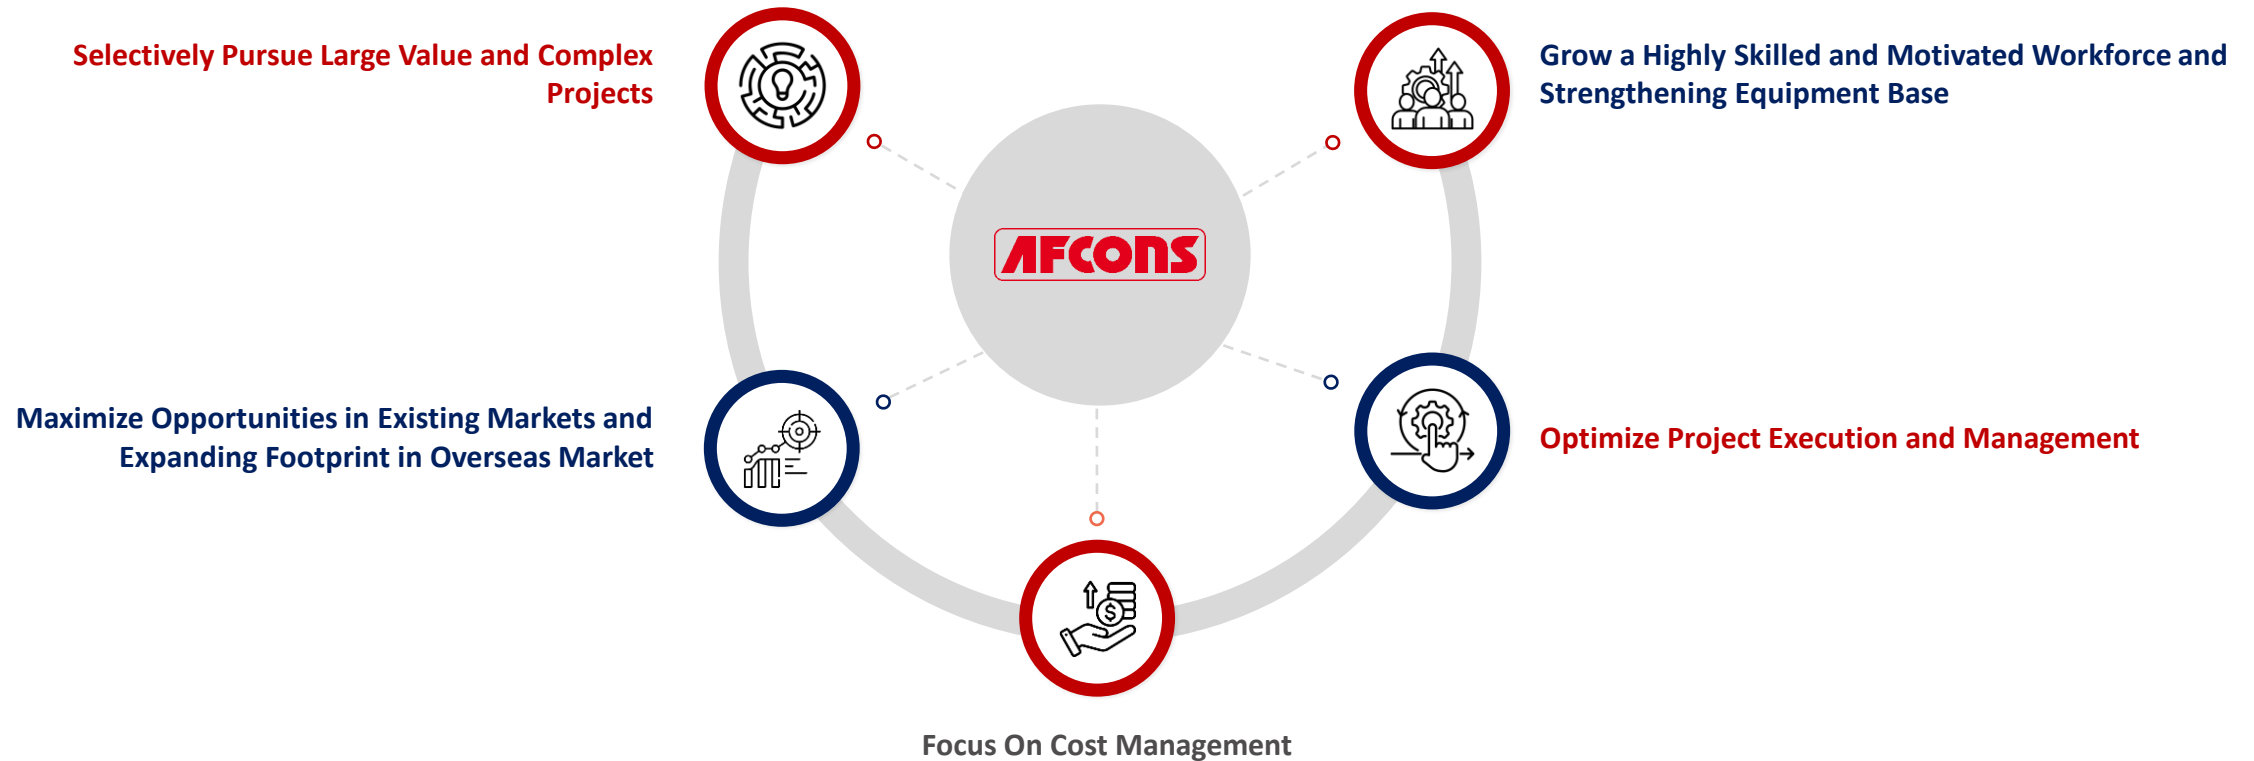 Selectively Pursue Large Value and Complex
Projects
Grow a Highly Skilled and Motivated Workforce and
Strengthening Equipment Base
AFCONS
Maximize Opportunities in Existing Markets and
Expanding Footprint in Overseas Market
Optimize Project Execution and Management
$
Focus On Cost Management